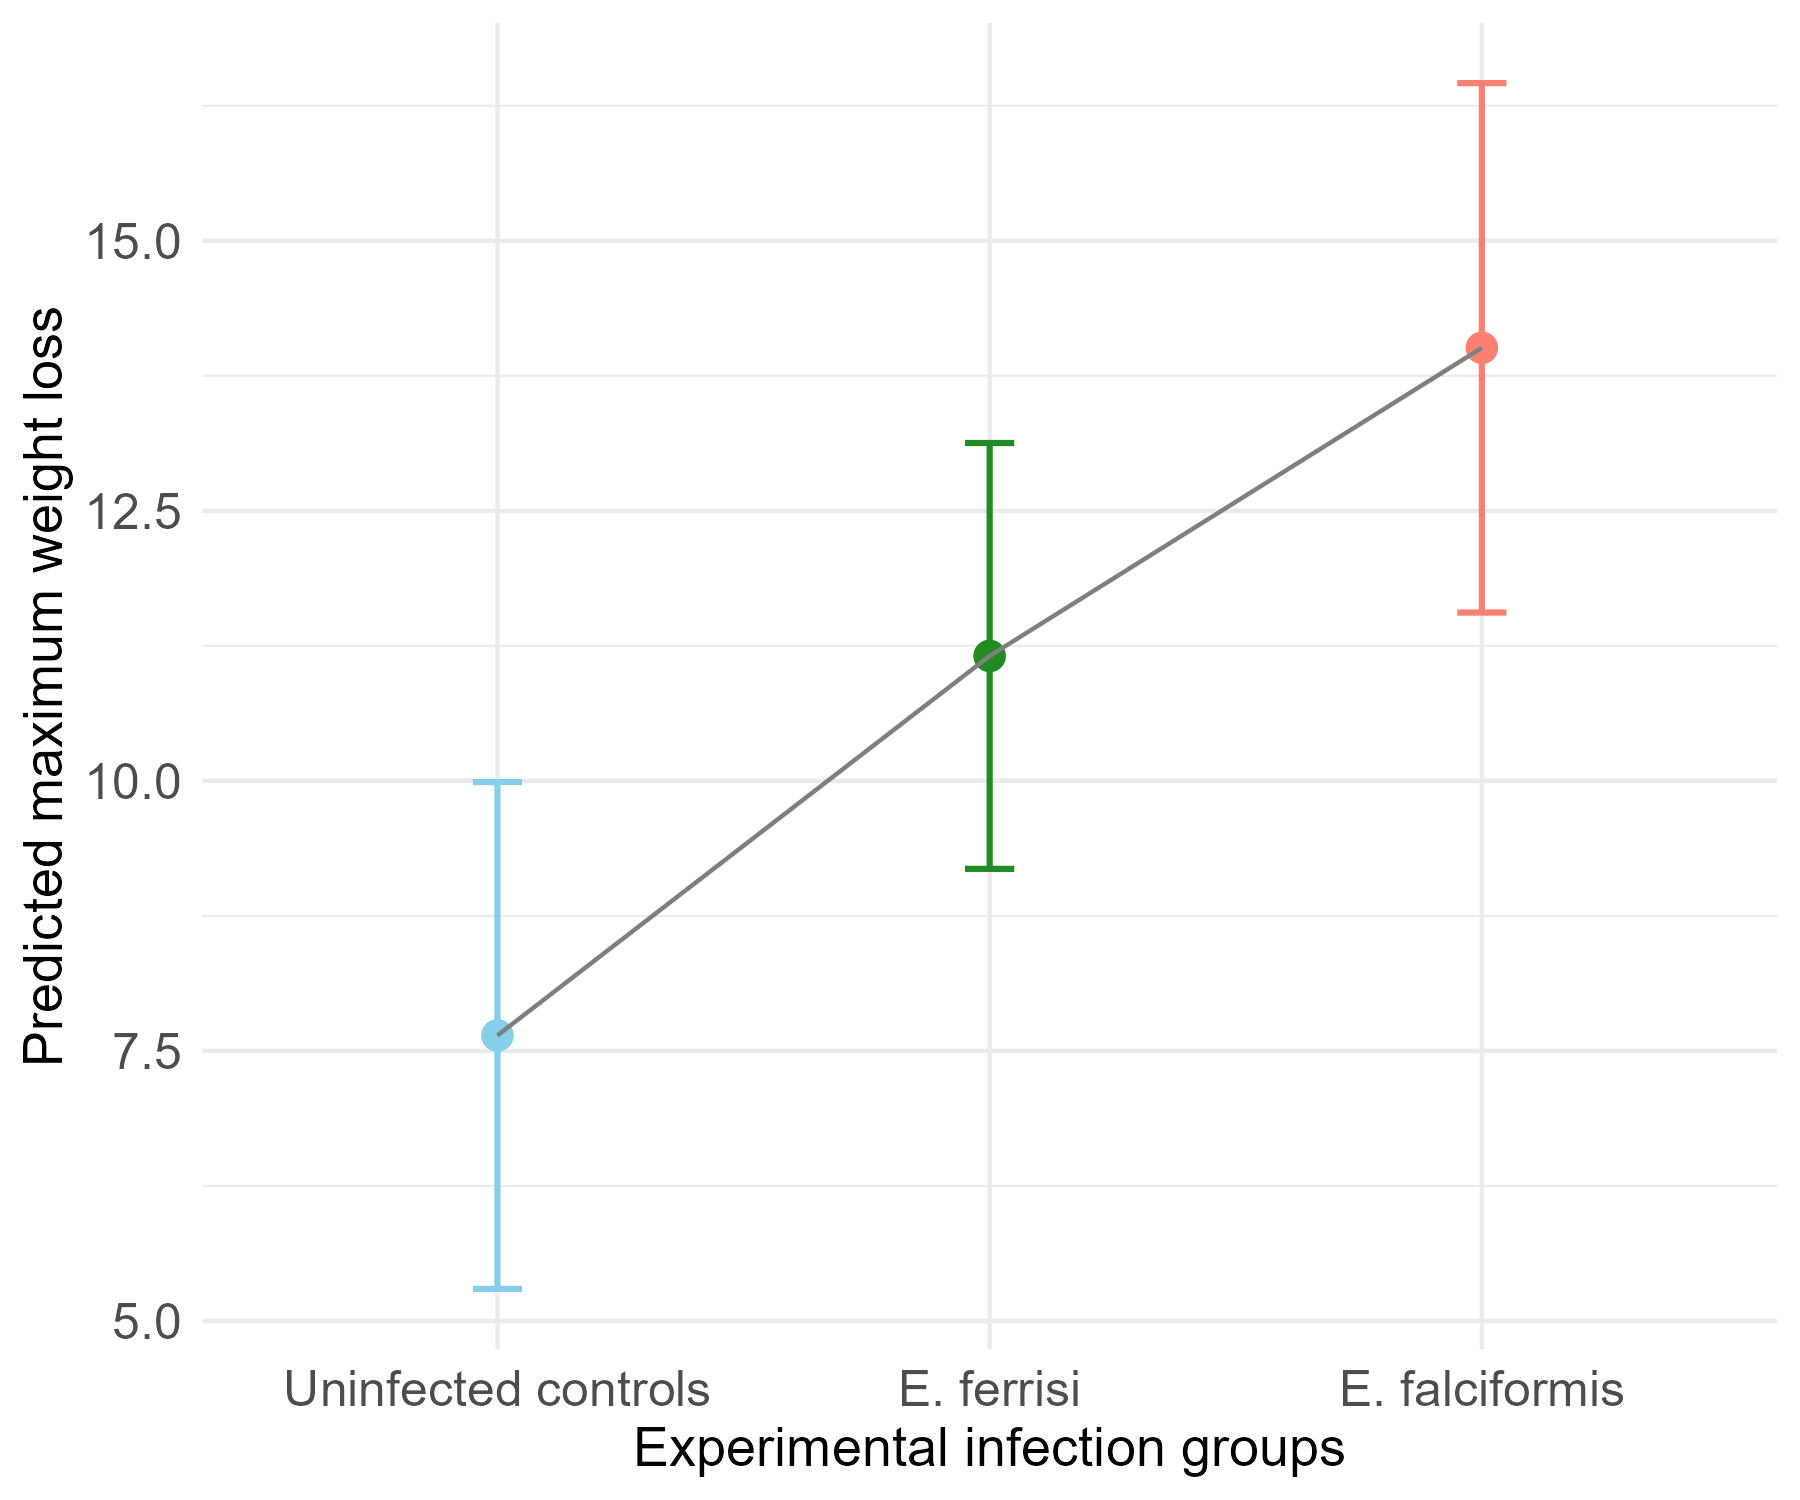 Predicted maximum weight loss
15.0
12.5
10.0
7.5
5.0
Uninfected controls
E. ferrisi
E. falciformis
Experimental infection groups